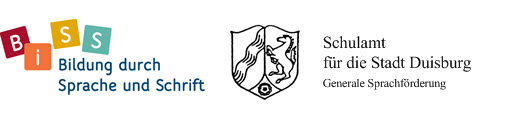 BiSS
Bildung durch
Sprache und Schrift
Schulamt
für die Stadt Duisburg
Generale Sprachförderung